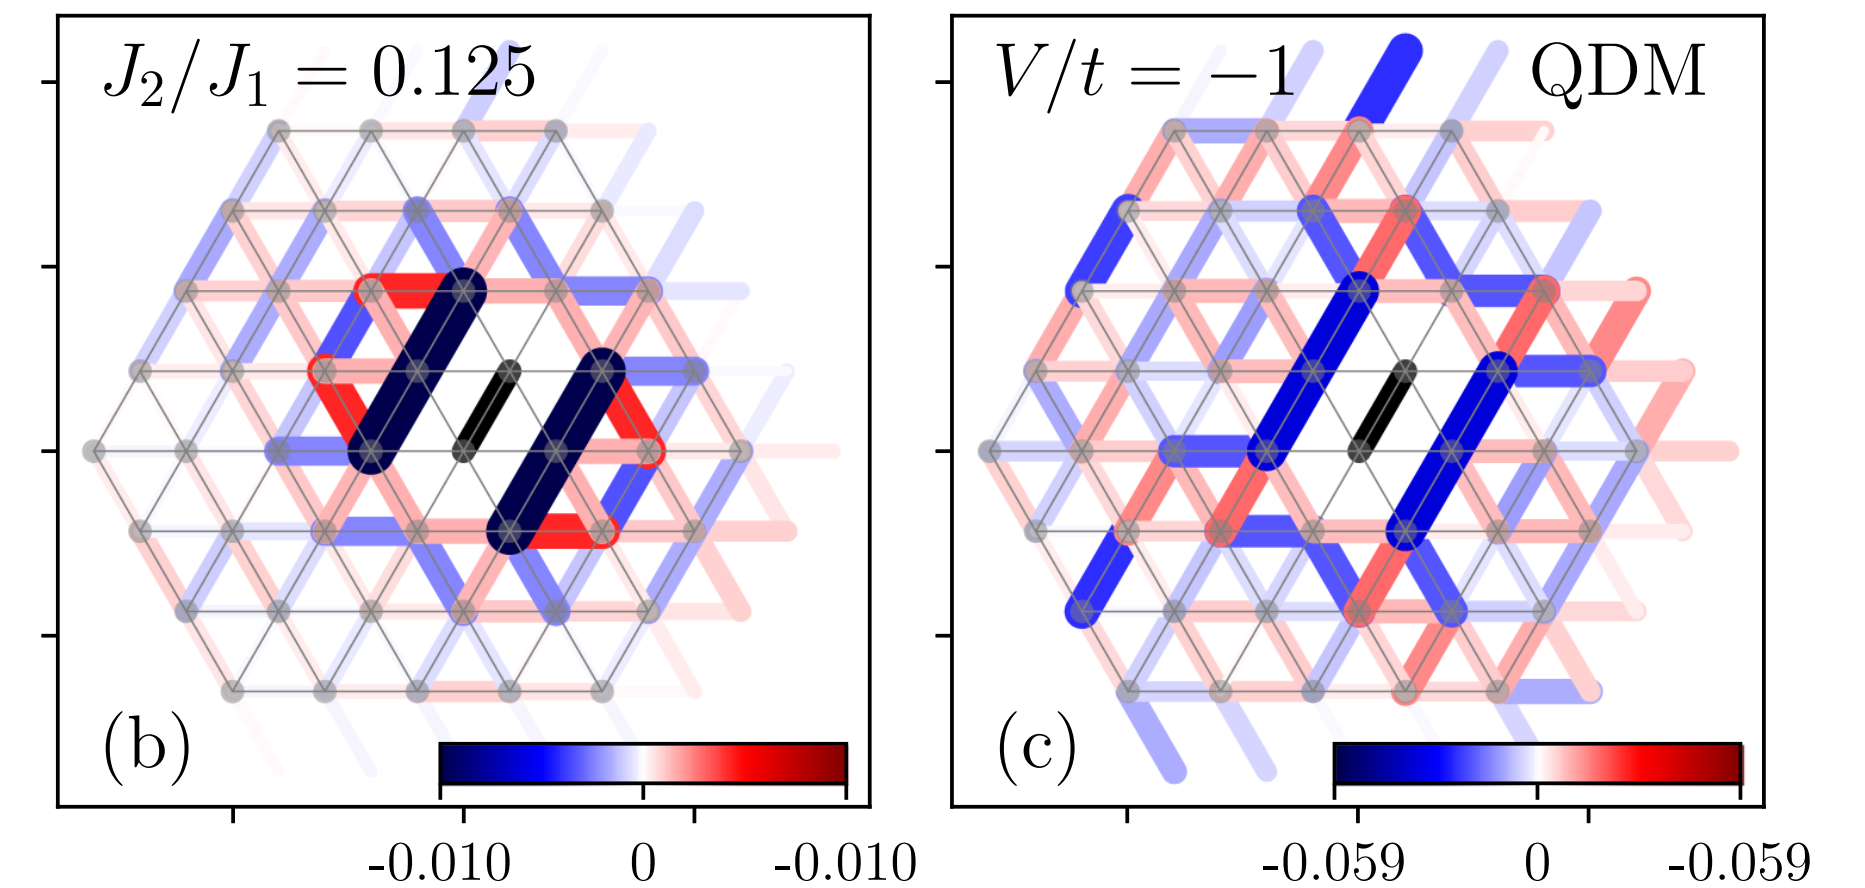 J₂/J₁ = 0.125
(b)
-0.010 0 -0.010
V/t = −1 QDM
(c)
-0.059 0 -0.059